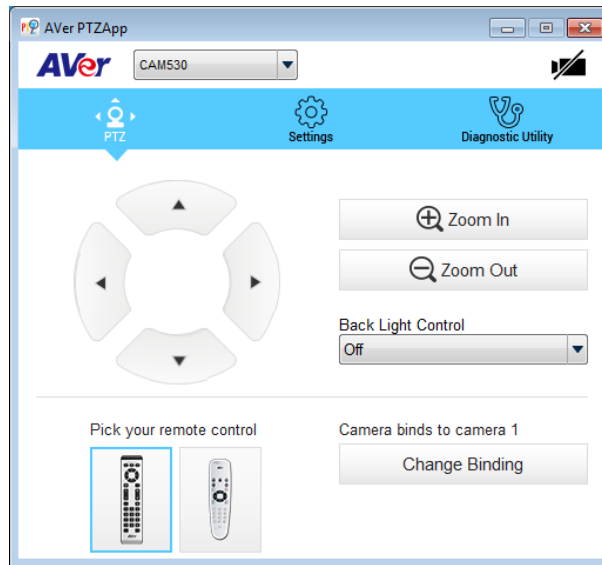 AVer PTZApp
AVer
CAM530
PTZ
Settings
Diagnostic Utility
Zoom In
Zoom Out
Back Light Control
Off
Pick your remote control
Camera binds to camera 1
Change Binding